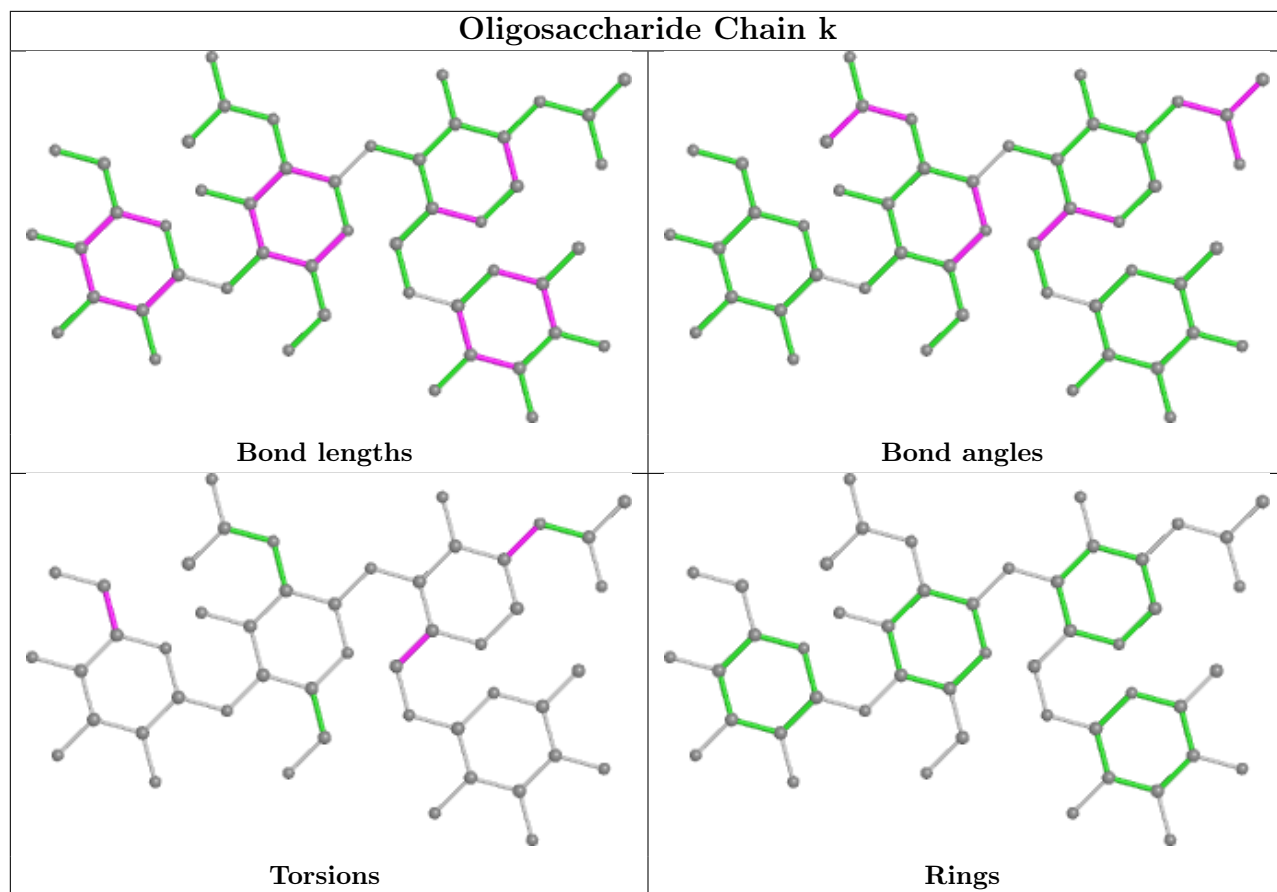 Oligosaccharide Chain k
Bond lengths
Bond angles
Torsions
Rings